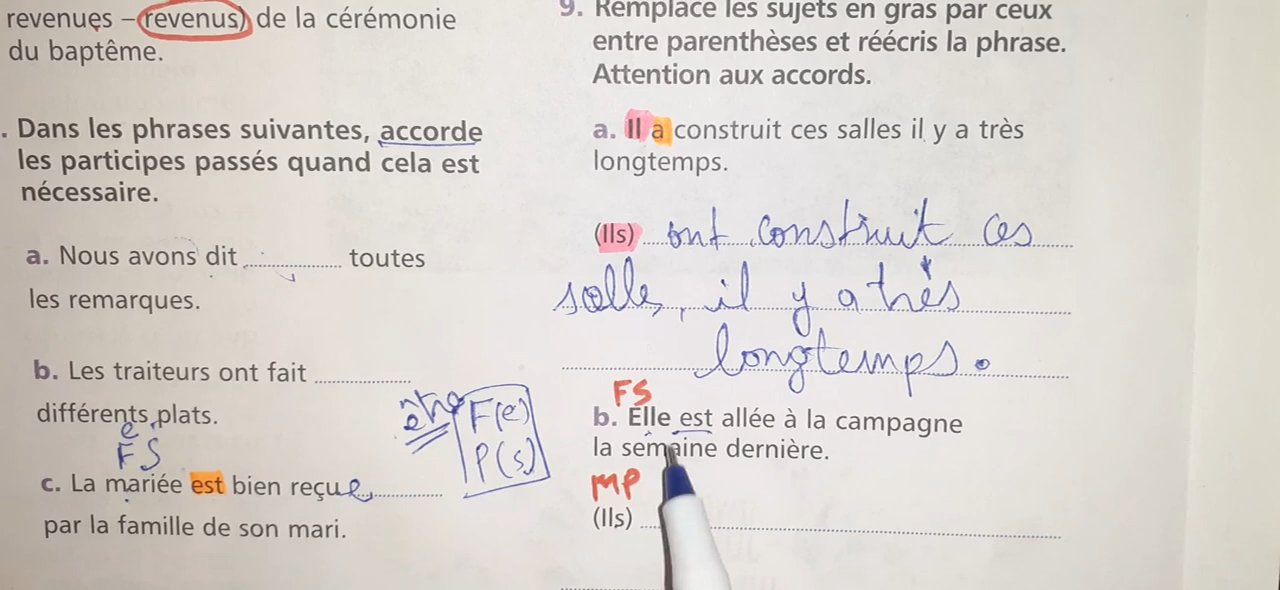 revenues – revenus) de la cérémonie
du baptême.
. Dans les phrases suivantes, accorde
les participes passés quand cela est
nécessaire.
a. Nous avons dit ............... toutes
les remarques.
b. Les traiteurs ont fait ...............
différents plats.
e
FS
c. La mariée est bien reçue ...............
par la famille de son mari.
être F(e)
P(s)
9. Remplace les sujets en gras par ceux
entre parenthèses et réécris la phrase.
Attention aux accords.
a. Il a construit ces salles il y a très
longtemps.
(Ils) ont construit ces
salles, il y a très
longtemps.
FS
b. Elle est allée à la campagne
la semaine dernière.
MP
(Ils) ...............